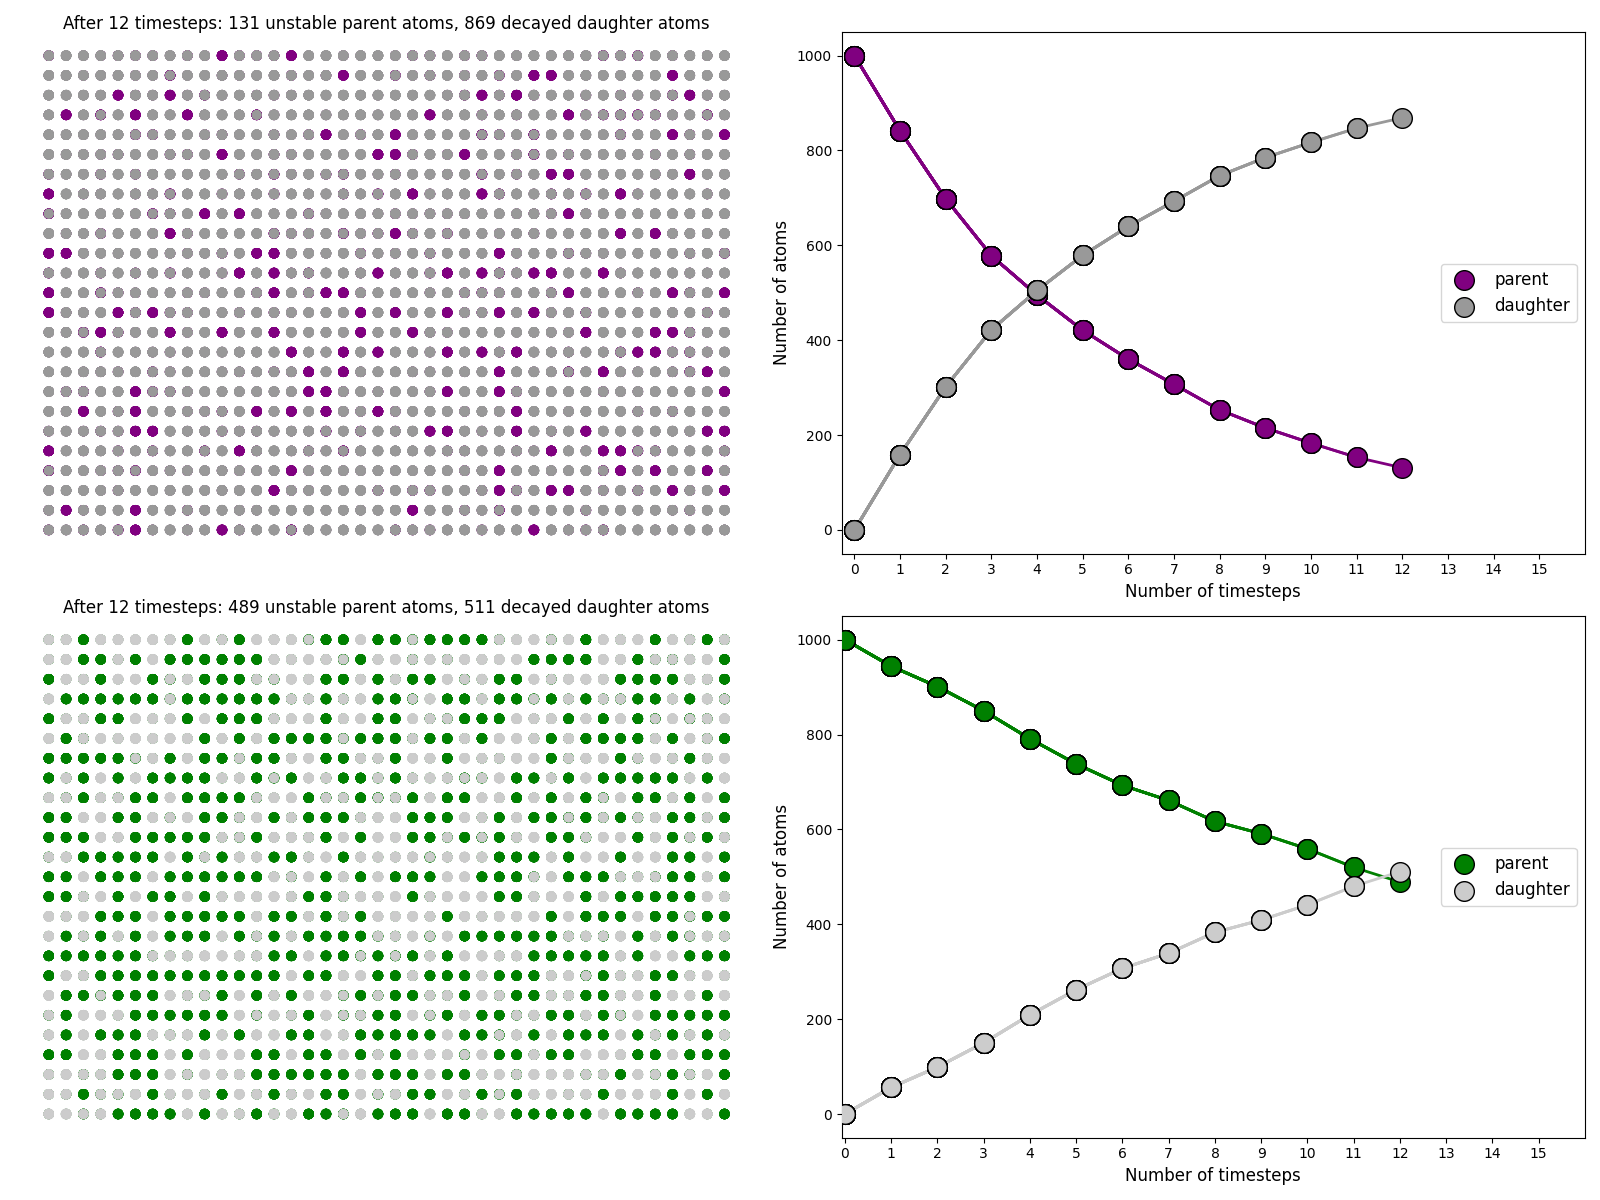 After 12 timesteps: 131 unstable parent atoms, 869 decayed daughter atoms
1000
800
600
400
200
0
Number of atoms
parent
daughter
0 1 2 3 4 5 6 7 8 9 10 11 12 13 14 15
Number of timesteps
After 12 timesteps: 489 unstable parent atoms, 511 decayed daughter atoms
1000
800
600
400
200
0
Number of atoms
parent
daughter
0 1 2 3 4 5 6 7 8 9 10 11 12 13 14 15
Number of timesteps